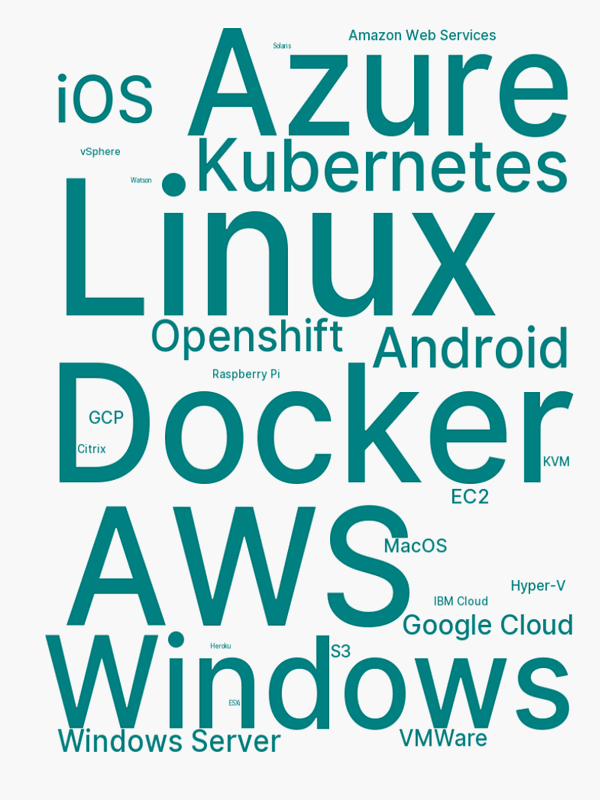 Amazon Web Services
Solaris
Azure
iOS
Kubernetes
vSphere
Watson
Linux
Openshift
Android
Raspberry Pi
Docker
GCP
Citrix
KVM
EC2
AWS
MacOS
Hyper-V
IBM Cloud
Google Cloud
Heroku
S3
Windows
ESXi
Windows Server
VMWare